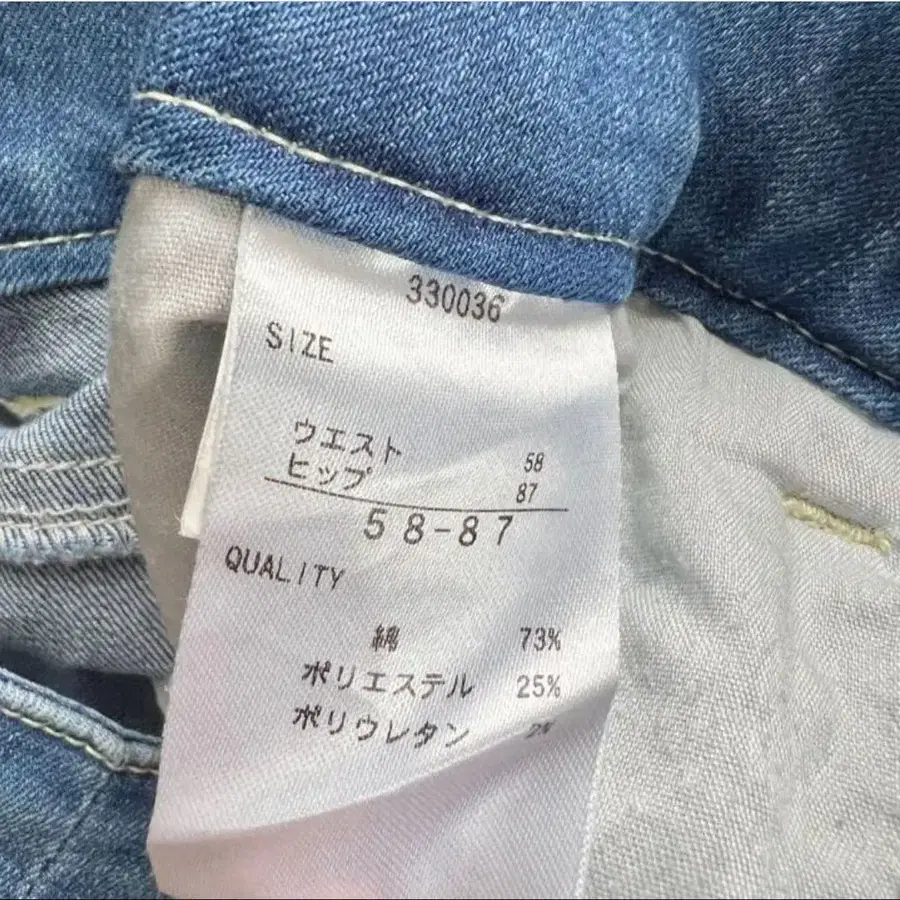 330036
SIZE
ウエスト 58
ヒップ 87
58-87
QUALITY
綿 73%
ポリエステル 25%
ポリウレタン 2%